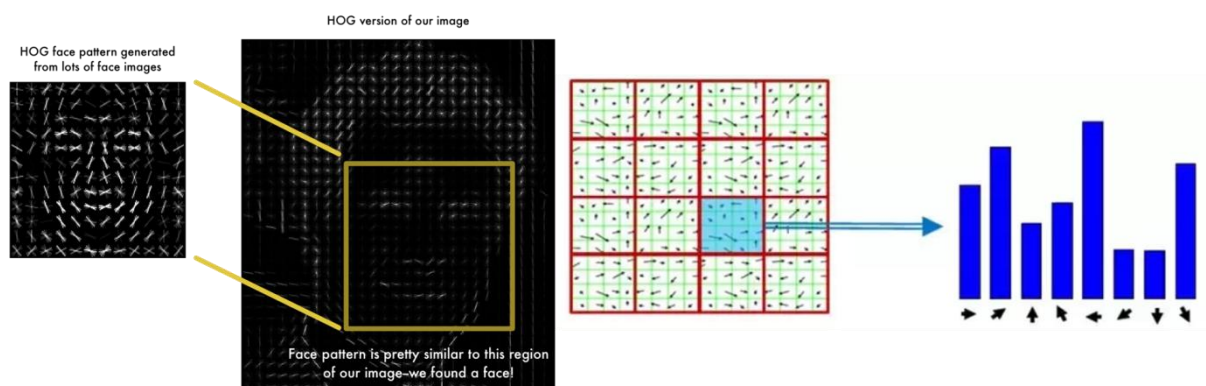 HOG version of our image
HOG face pattern generated
from lots of face images
Face pattern is pretty similar to this region
of our image–we found a face!